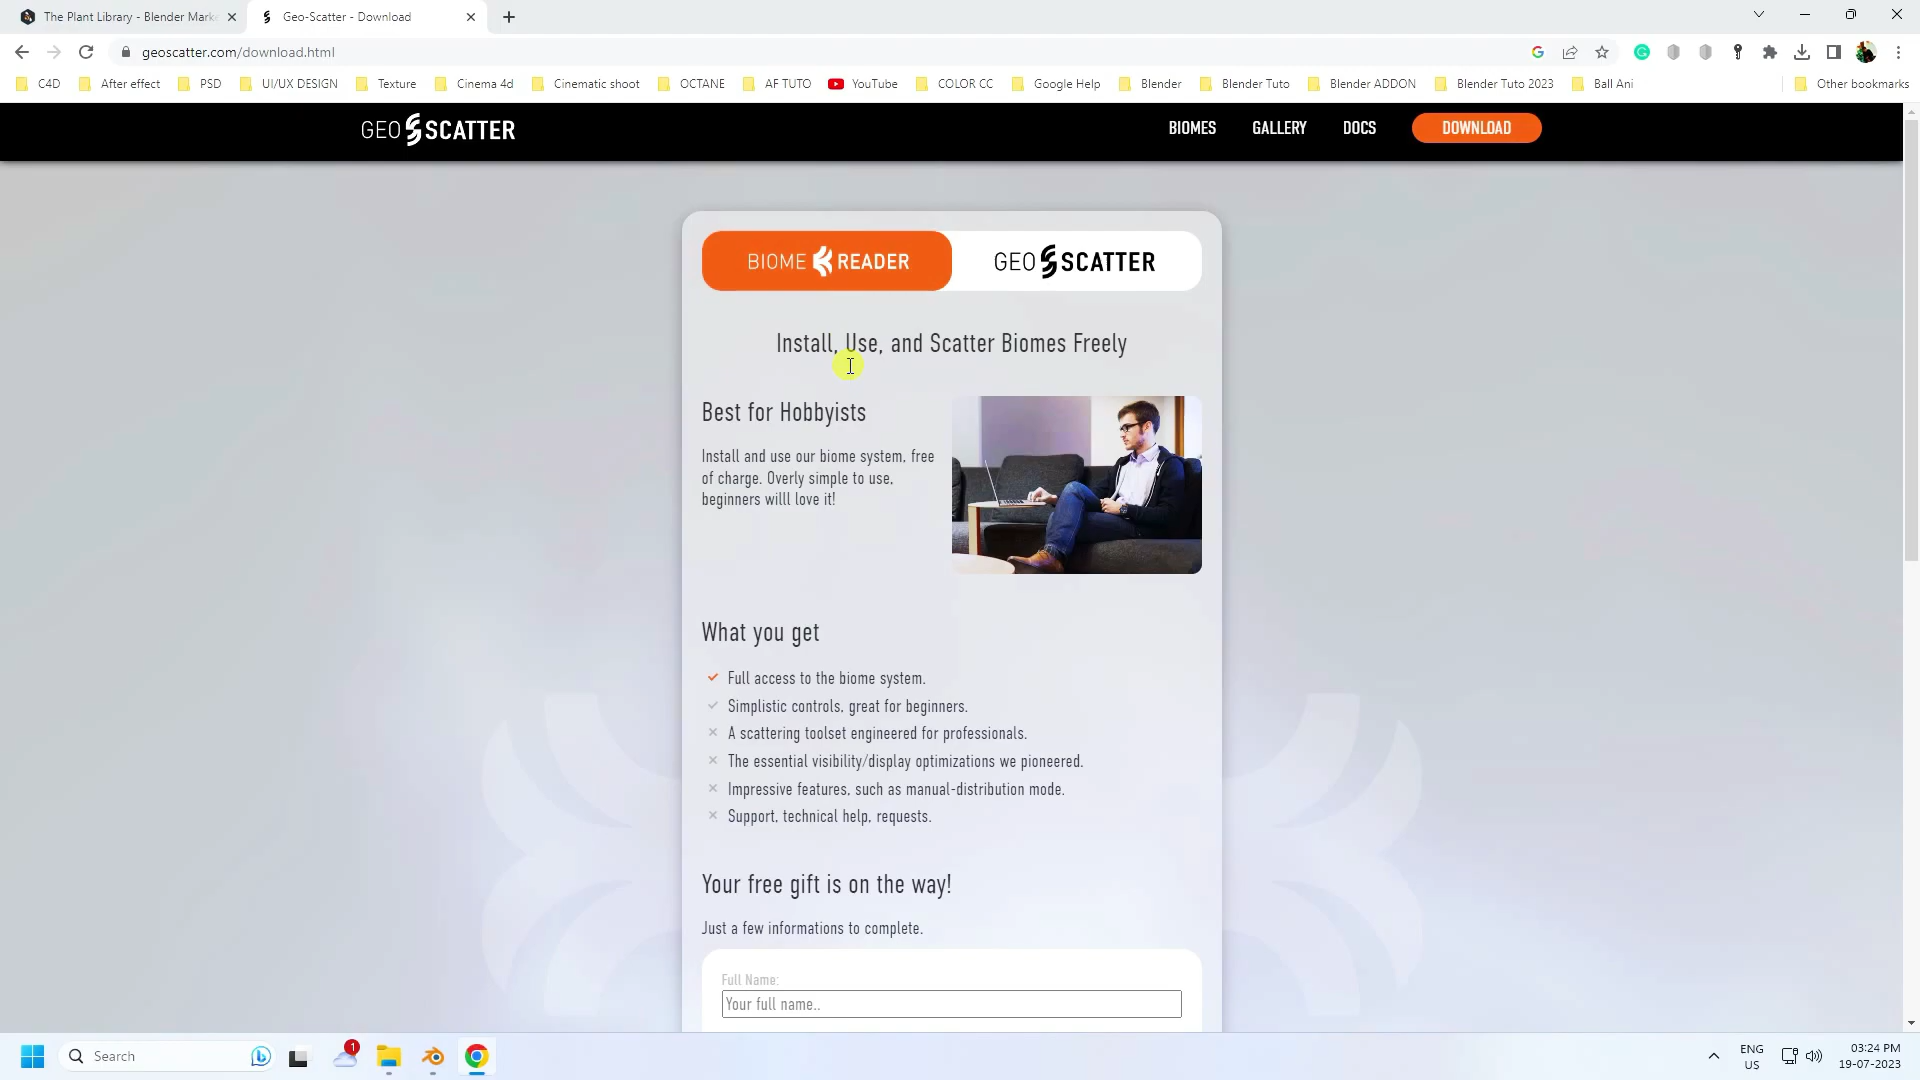 The Plant Library - Blender Mark
Geo-Scatter - Download
geoscatter.com/download.html
C4D
After effect
PSD
UI/UX DESIGN
Texture
Cinema 4d
Cinematic shoot
OCTANE
AF TUTO
YouTube
COLOR CC
Google Help
Blender
Blender Tuto
Blender ADDON
Blender Tuto 2023
Ball Ani
Other bookmarks
GEO SCATTER
BIOMES
GALLERY
DOCS
DOWNLOAD
BIOME READER
GEO SCATTER
Install, Use, and Scatter Biomes Freely
Best for Hobbyists
Install and use our biome system, free
of charge. Overly simple to use,
beginners willl love it!
What you get
Full access to the biome system.
Simplistic controls, great for beginners.
A scattering toolset engineered for professionals.
The essential visibility/display optimizations we pioneered.
Impressive features, such as manual-distribution mode.
Support, technical help, requests.
Your free gift is on the way!
Just a few informations to complete.
Full Name:
Your full name..
Search
1
ENG
US
03:24 PM
19-07-2023